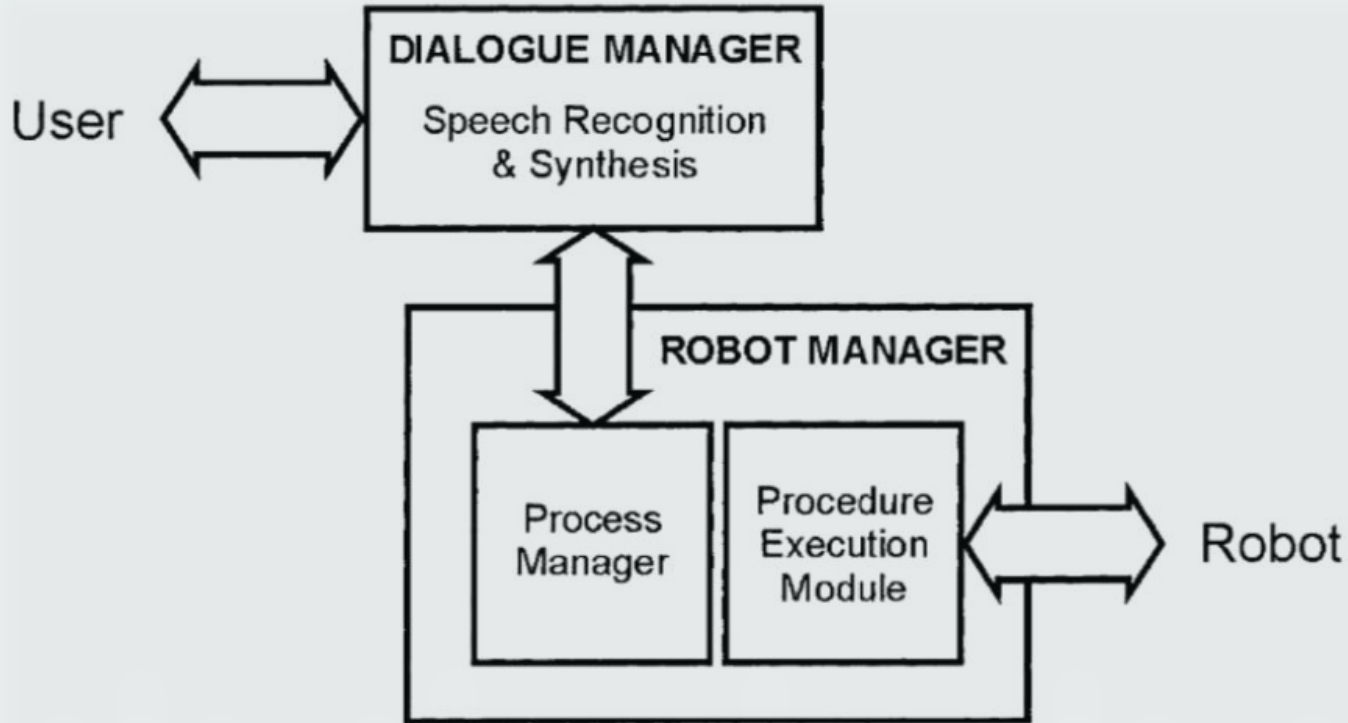 DIALOGUE MANAGER
User
Speech Recognition
& Synthesis
ROBOT MANAGER
Process
Manager
Procedure
Execution
Module
Robot